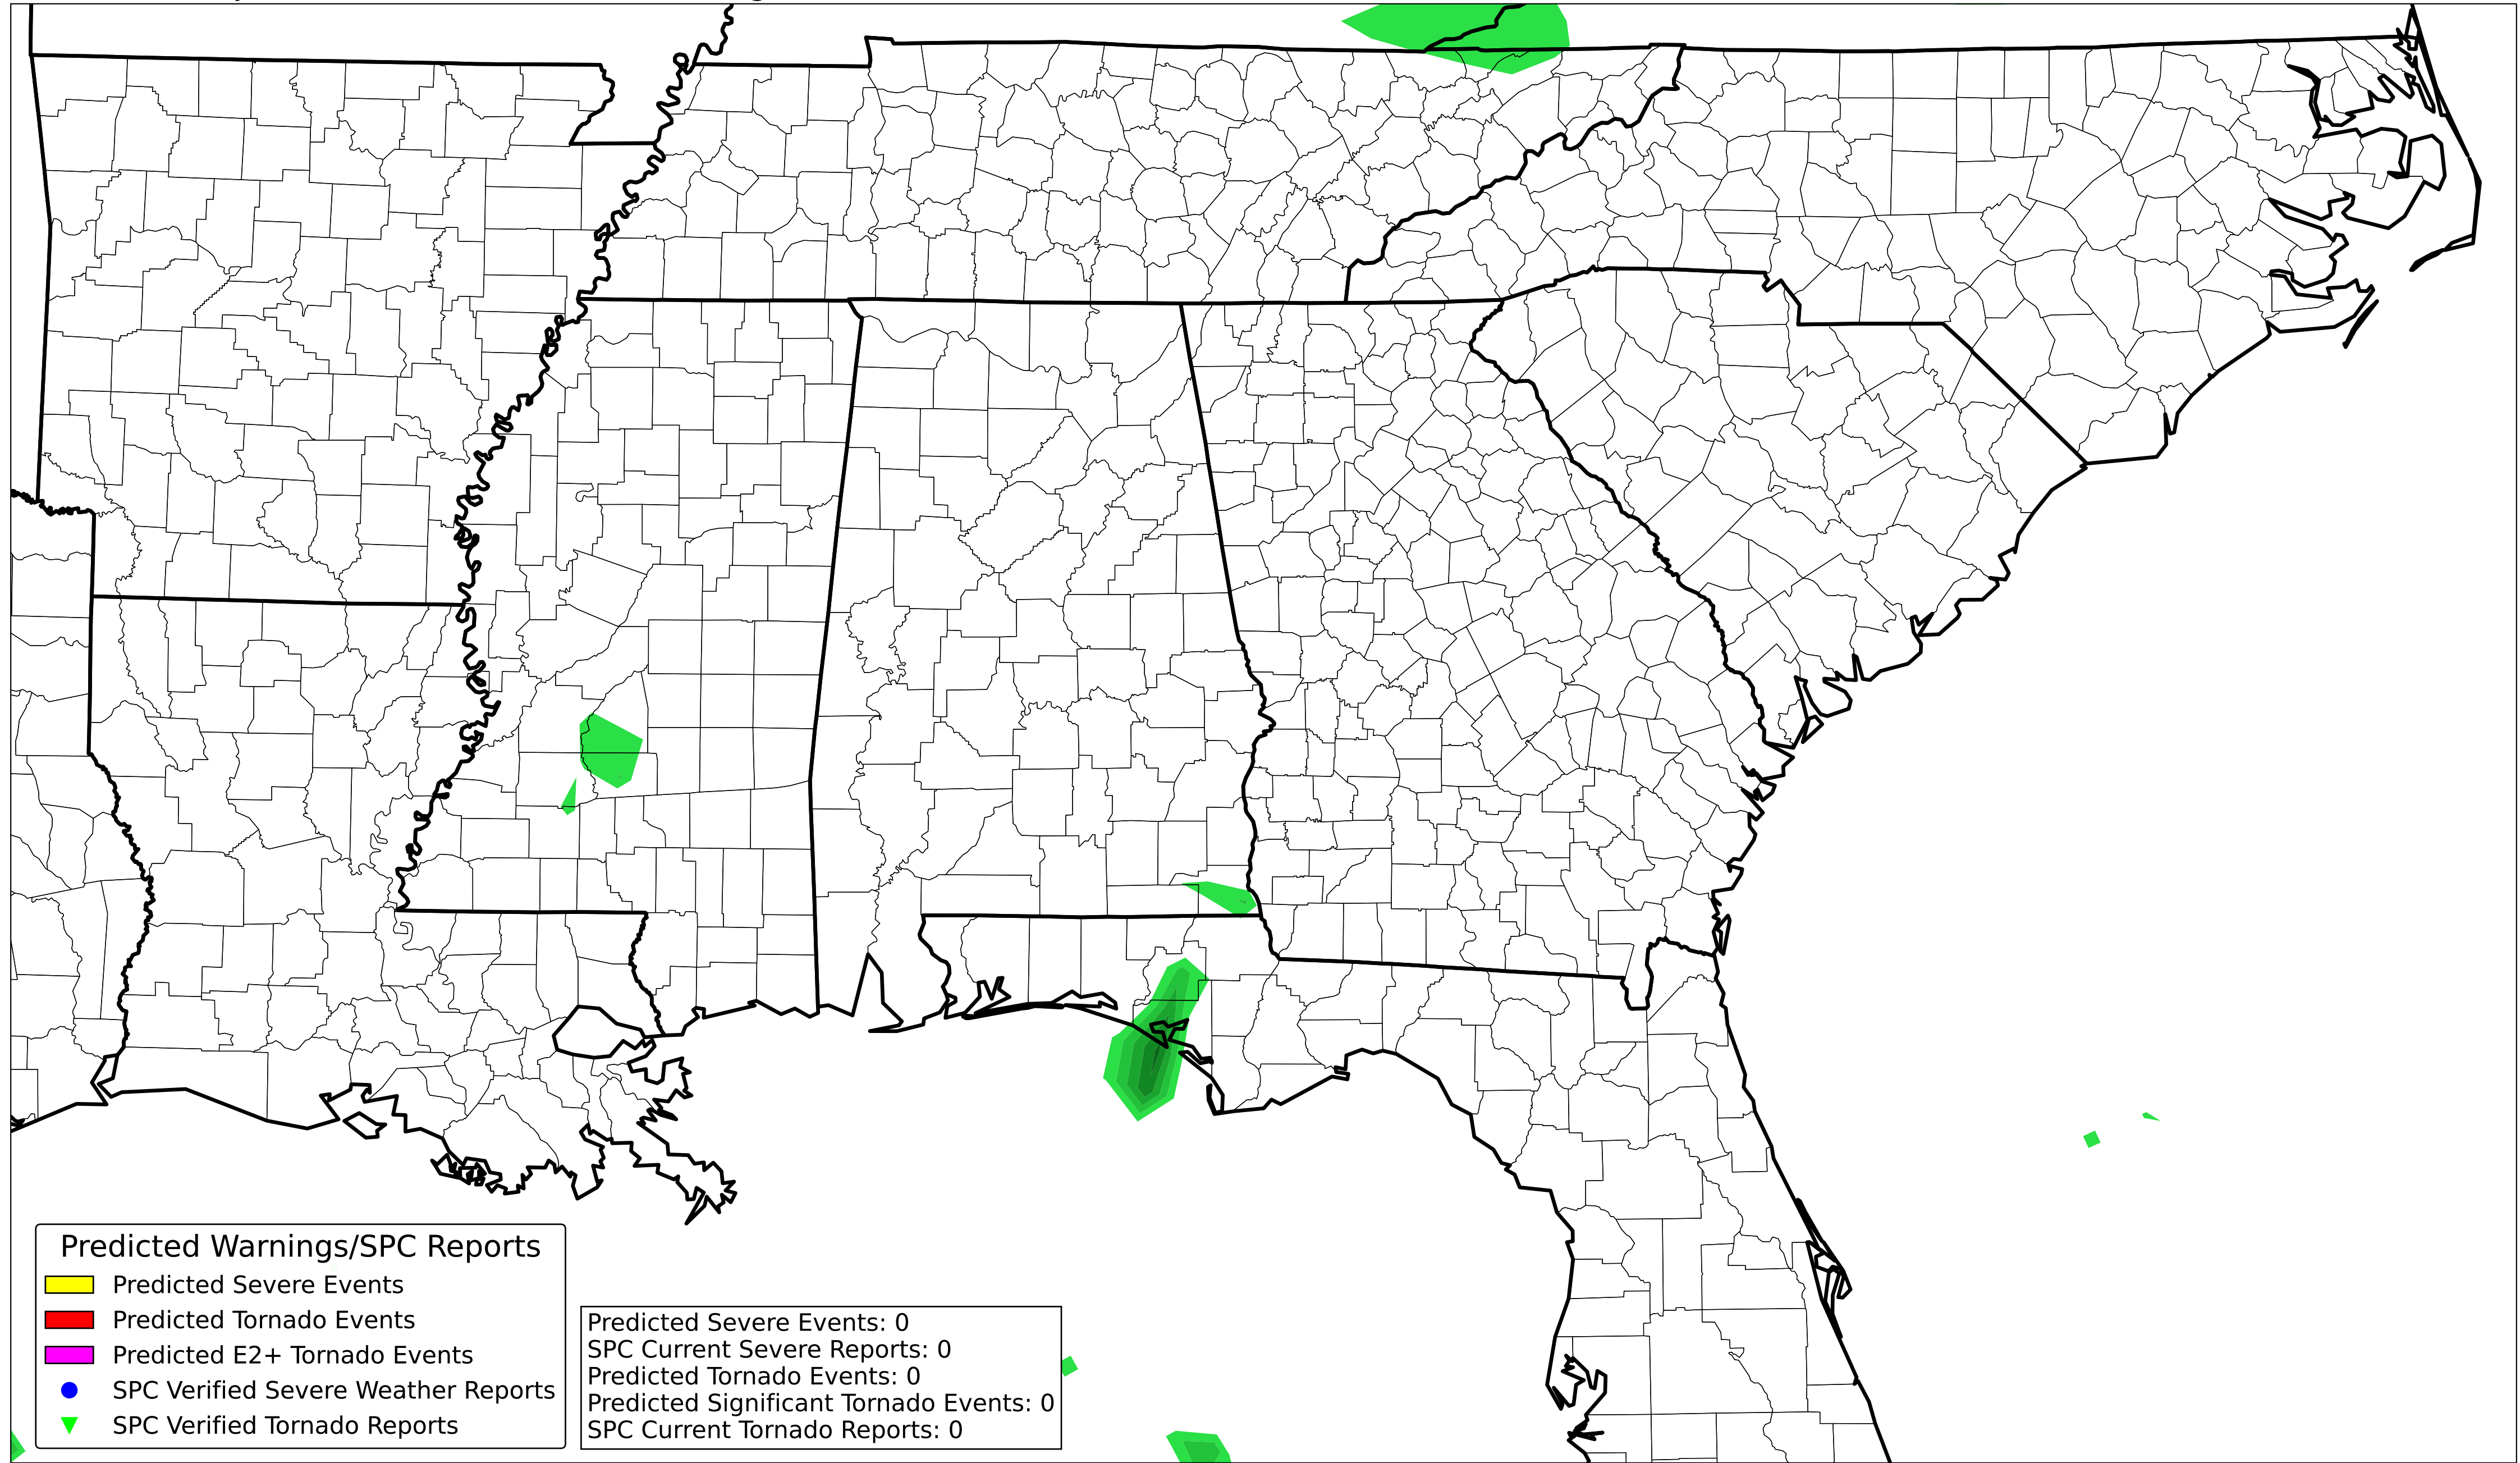 Predicted Warnings/SPC Reports
Predicted Severe Events
Predicted Tornado Events
Predicted E2+ Tornado Events
SPC Verified Severe Weather Reports
SPC Verified Tornado Reports
Predicted Severe Events: 0
SPC Current Severe Reports: 0
Predicted Tornado Events: 0
Predicted Significant Tornado Events: 0
SPC Current Tornado Reports: 0